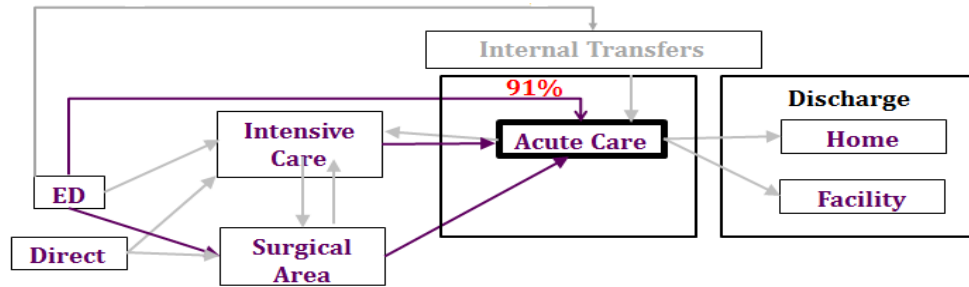 Internal Transfers
91%
Discharge
Intensive
Care
Acute Care
Home
ED
Facility
Direct
Surgical
Area